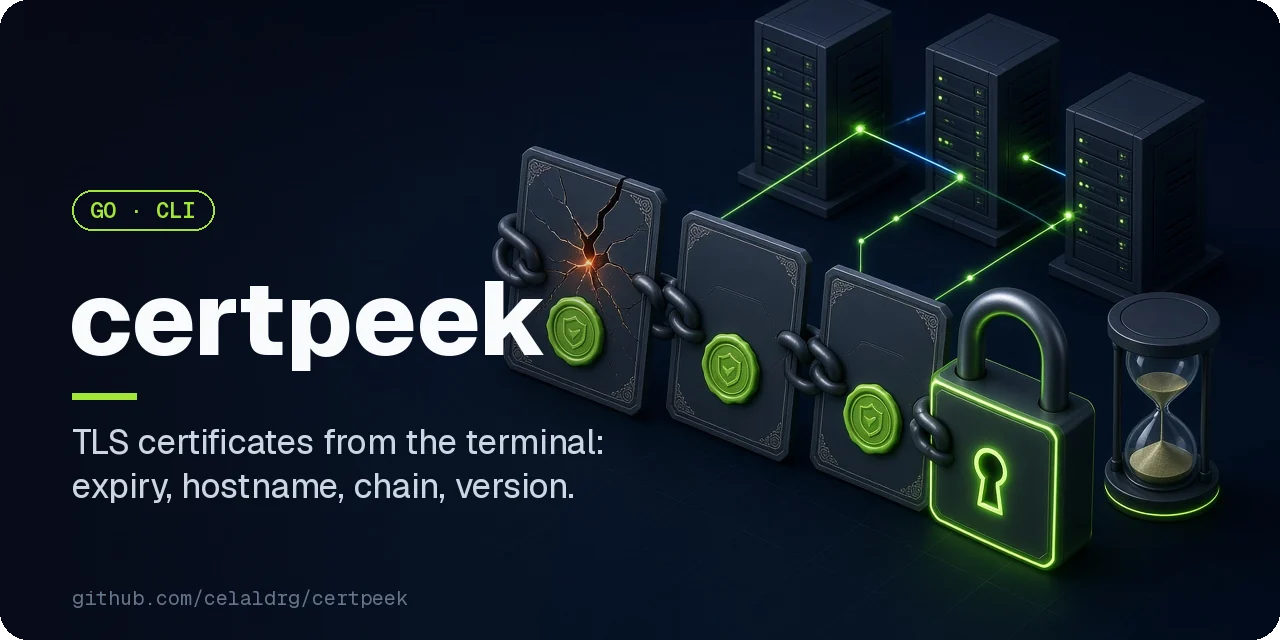 GO · CLI
certpeek
TLS certificates from the terminal:
expiry, hostname, chain, version.
github.com/celaldrg/certpeek